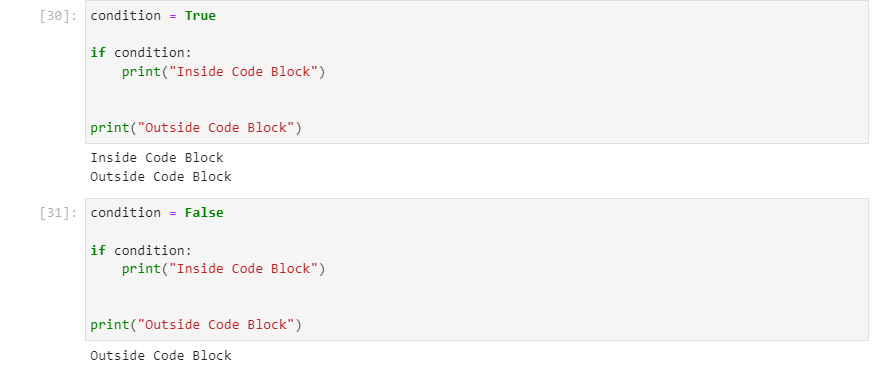 [30]: condition = True
if condition:
    print("Inside Code Block")
print("Outside Code Block")
Inside Code Block
Outside Code Block
[31]: condition = False
if condition:
    print("Inside Code Block")
print("Outside Code Block")
Outside Code Block